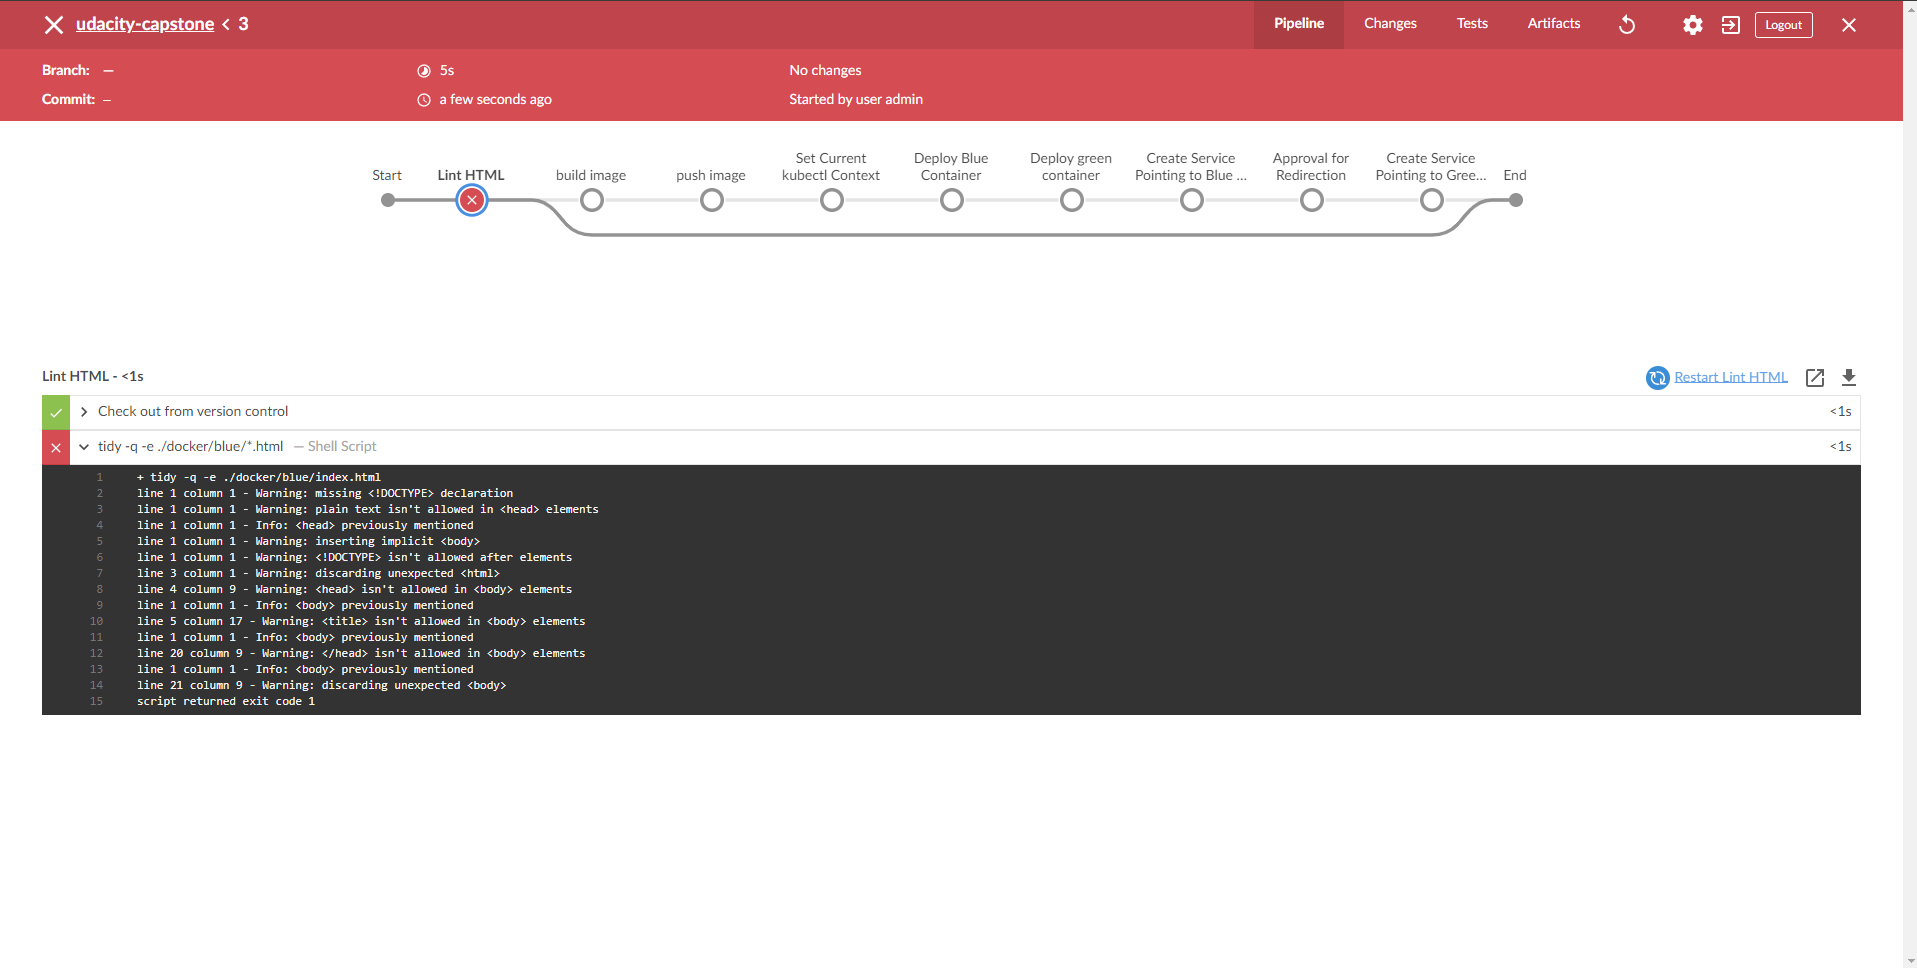 udacity-capstone < 3
Pipeline Changes Tests Artifacts Logout
Branch: — 5s No changes
Commit: – a few seconds ago Started by user admin
Start
Lint HTML
build image
push image
Set Current
kubectl Context
Deploy Blue
Container
Deploy green
container
Create Service
Pointing to Blue ...
Approval for
Redirection
Create Service
Pointing to Gree...
End
Lint HTML - <1s
Restart Lint HTML
Check out from version control <1s
tidy -q -e ./docker/blue/*.html — Shell Script <1s
1 + tidy -q -e ./docker/blue/index.html
2 line 1 column 1 - Warning: missing <!DOCTYPE> declaration
3 line 1 column 1 - Warning: plain text isn't allowed in <head> elements
4 line 1 column 1 - Info: <head> previously mentioned
5 line 1 column 1 - Warning: inserting implicit <body>
6 line 1 column 1 - Warning: <!DOCTYPE> isn't allowed after elements
7 line 3 column 1 - Warning: discarding unexpected <html>
8 line 4 column 9 - Warning: <head> isn't allowed in <body> elements
9 line 1 column 1 - Info: <body> previously mentioned
10 line 5 column 17 - Warning: <title> isn't allowed in <body> elements
11 line 1 column 1 - Info: <body> previously mentioned
12 line 20 column 9 - Warning: </head> isn't allowed in <body> elements
13 line 1 column 1 - Info: <body> previously mentioned
14 line 21 column 9 - Warning: discarding unexpected <body>
15 script returned exit code 1